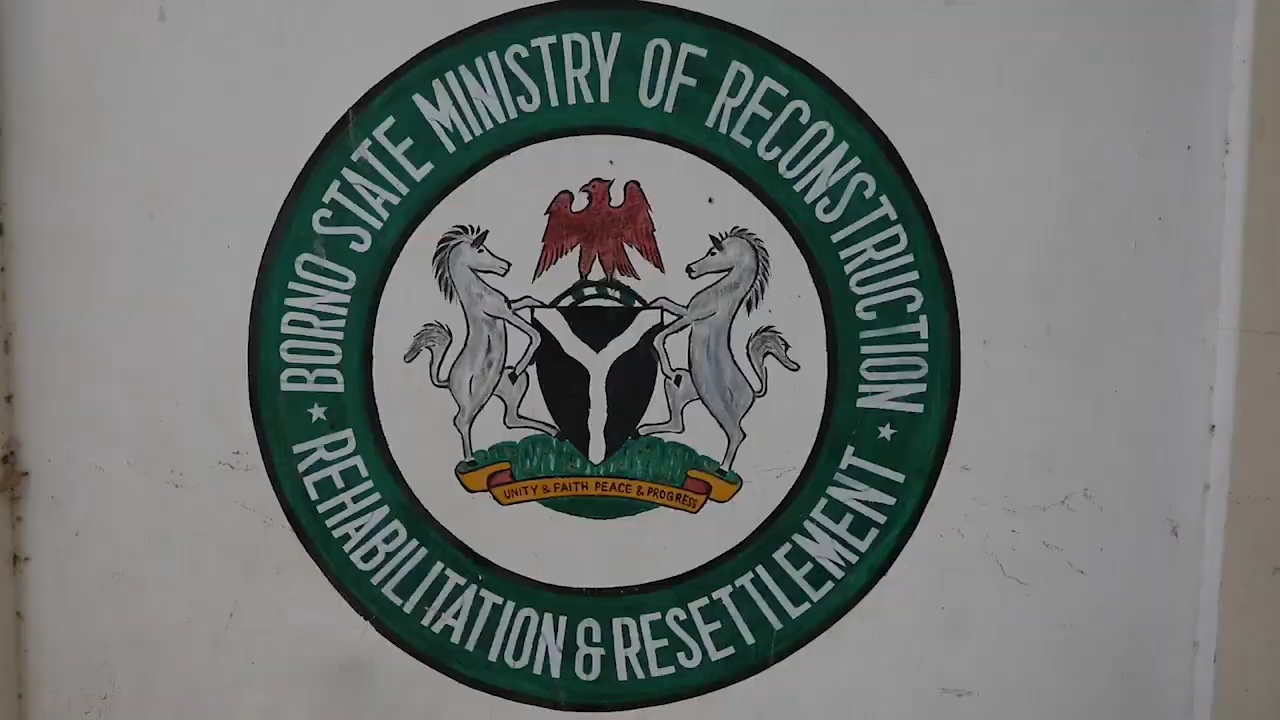 BORNO STATE MINISTRY OF RECONSTRUCTION
REHABILITATION & RESETTLEMENT
UNITY & FAITH PEACE & PROGRESS